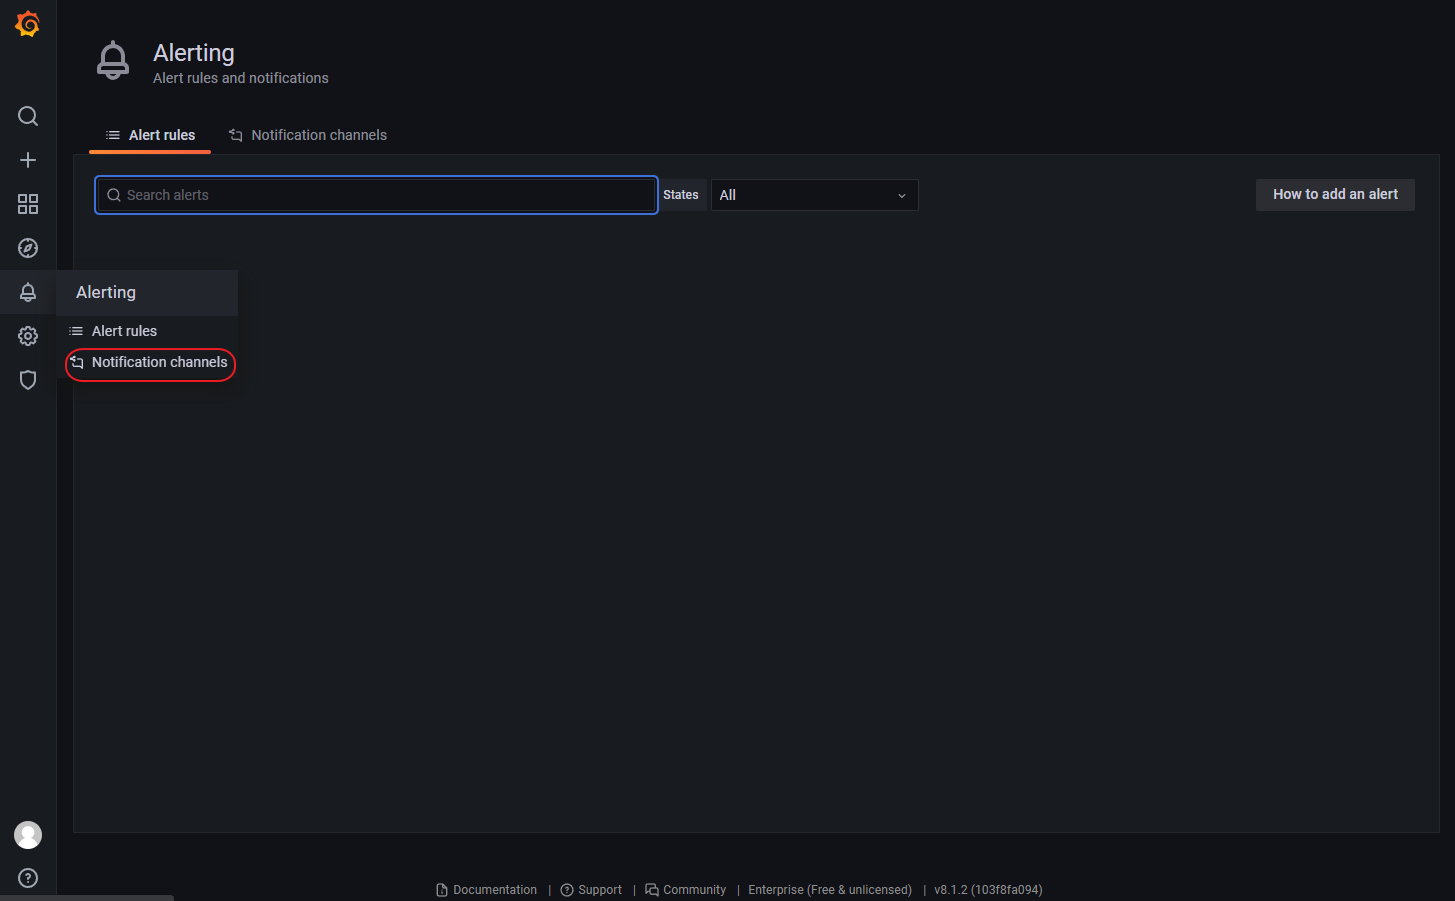 Alerting
Alert rules and notifications
Alert rules
Notification channels
Search alerts
States
All
How to add an alert
Alerting
Alert rules
Notification channels
Documentation | Support | Community | Enterprise (Free & unlicensed) | v8.1.2 (103f8fa094)